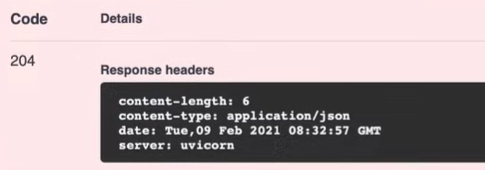 Code Details
204
Response headers
content-length: 6
content-type: application/json
date: Tue,09 Feb 2021 08:32:57 GMT
server: uvicorn